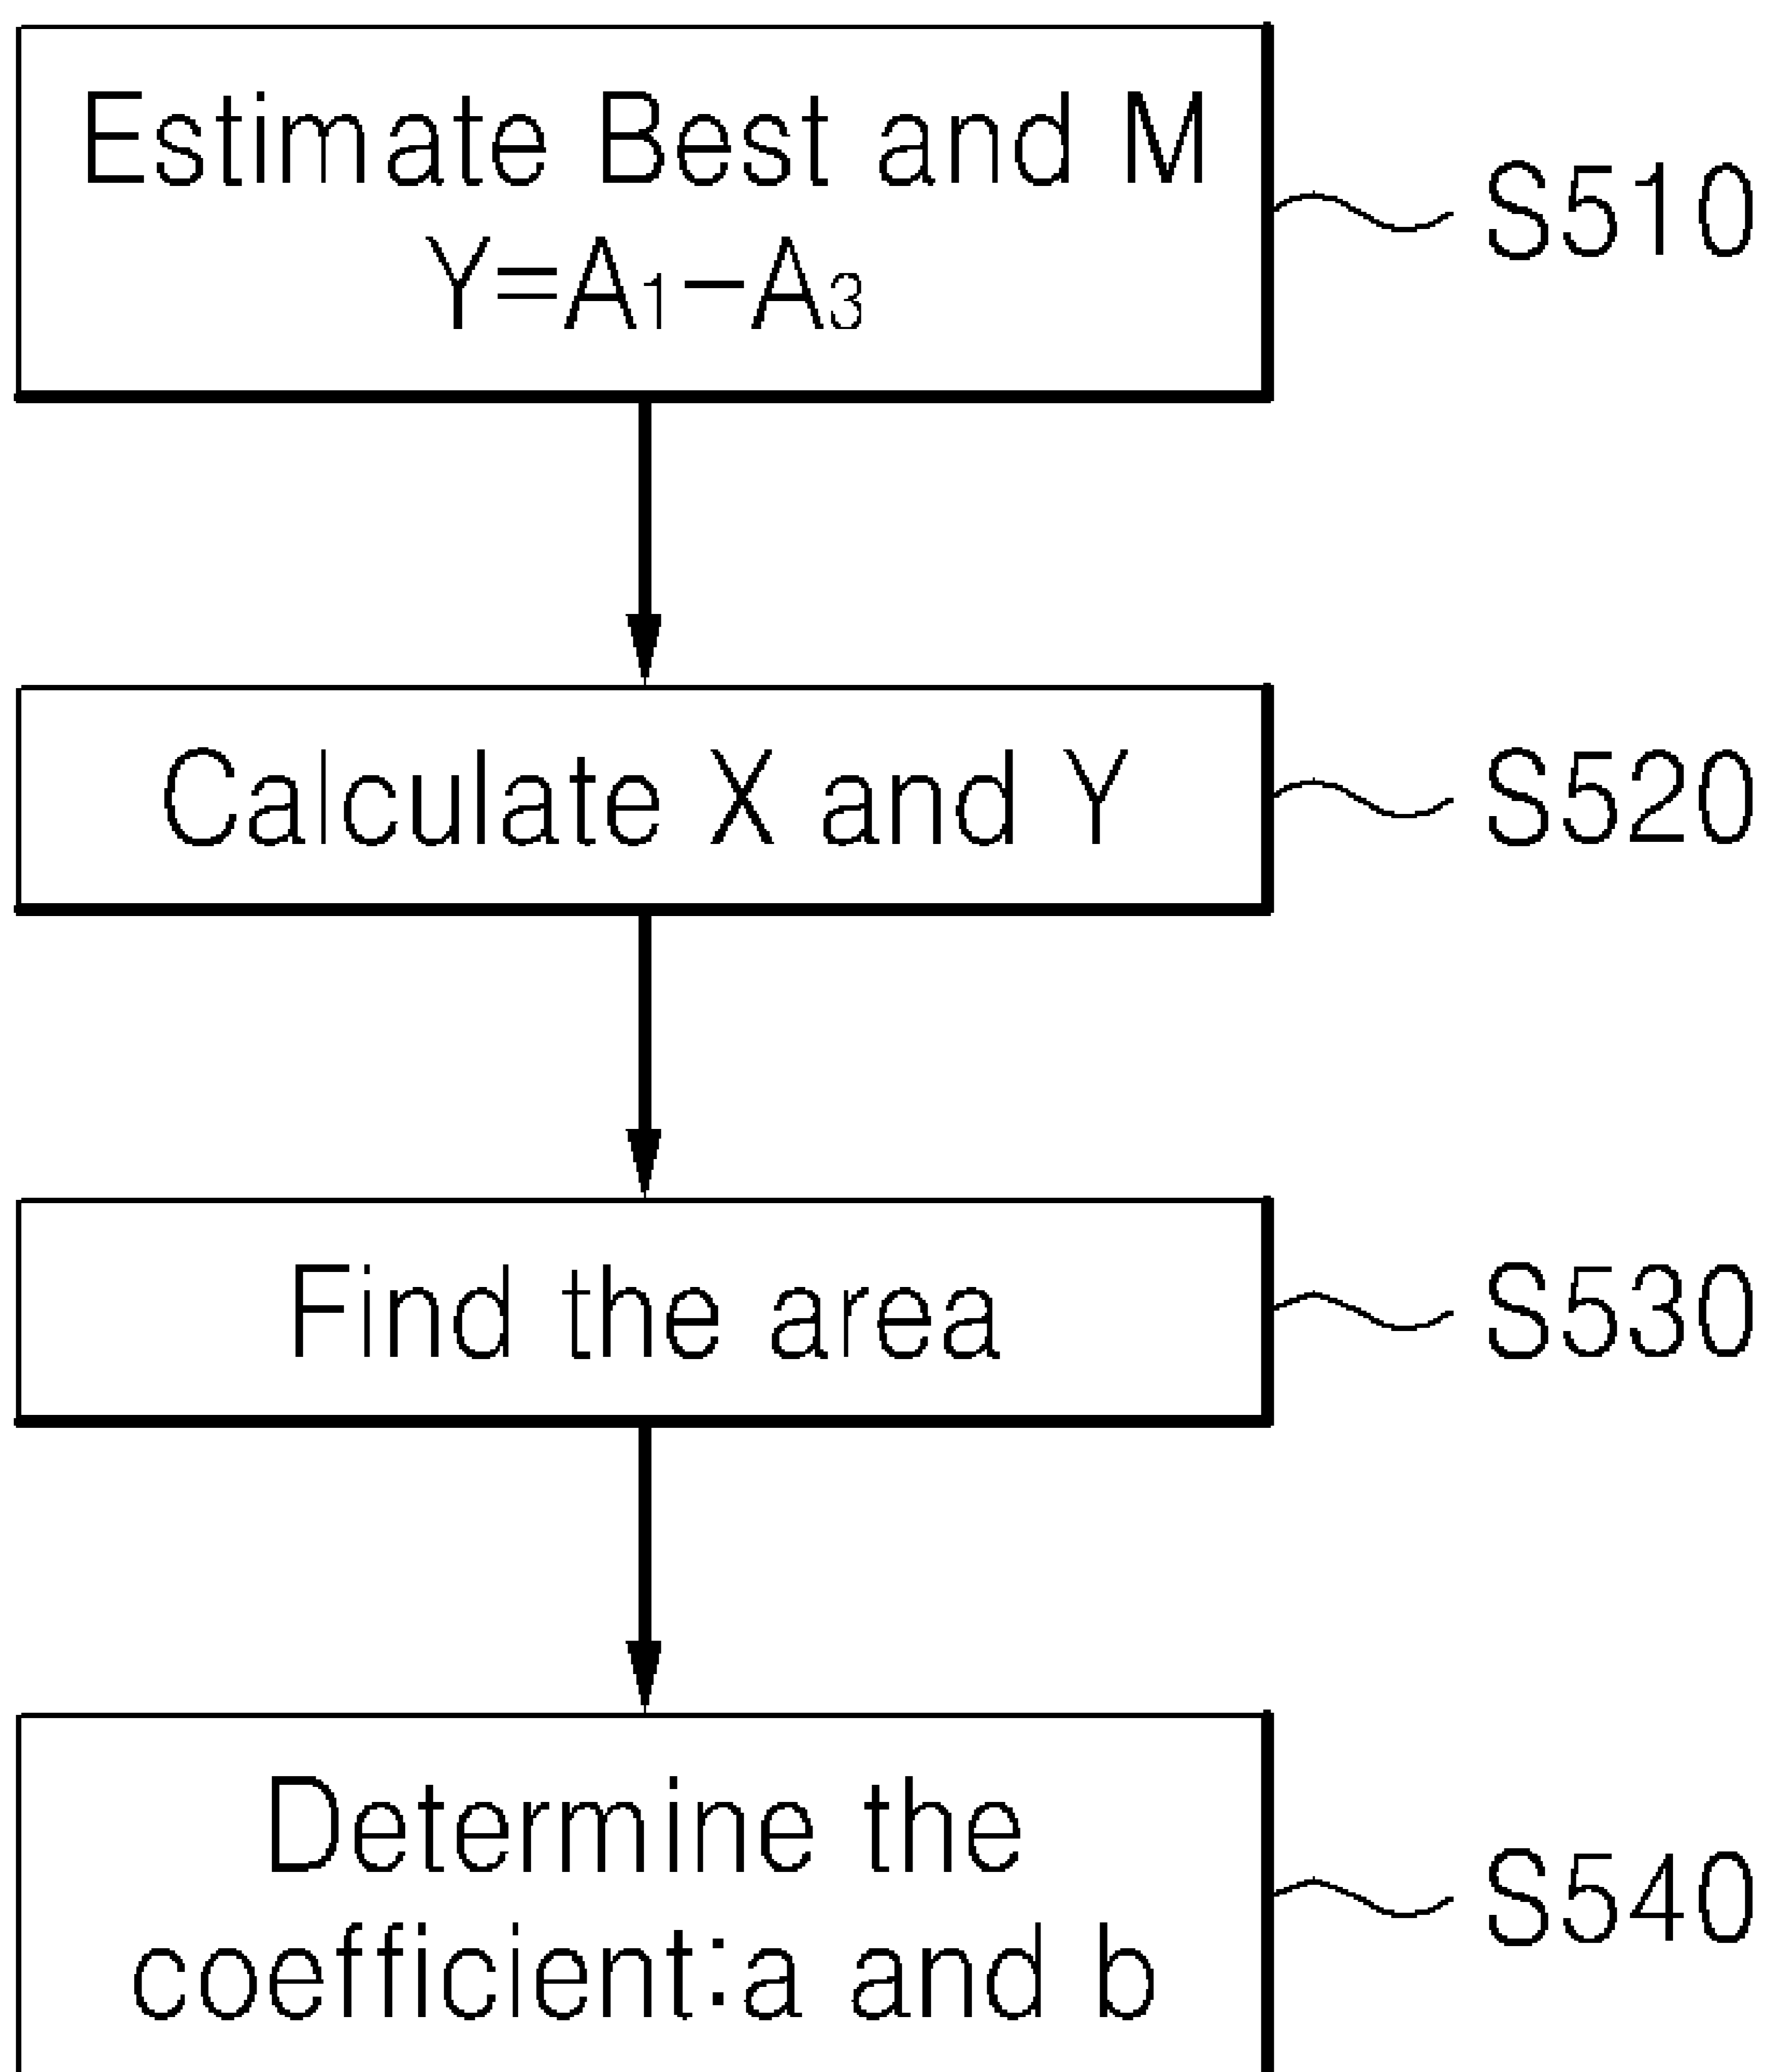 Estimate Best and M
Y=A1-A3
S510
Calculate X and Y
S520
Find the area
S530
Determine the
coefficient:a and b
S540